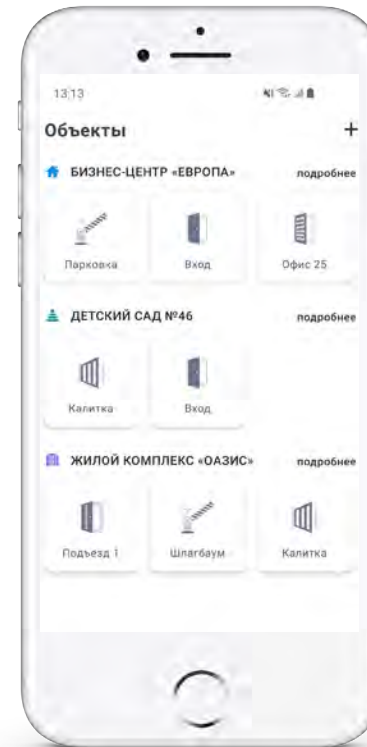 13:13
Объекты +
БИЗНЕС-ЦЕНТР «ЕВРОПА» подробнее
Парковка Вход Офис 25
ДЕТСКИЙ САД №46 подробнее
Калитка Вход
ЖИЛОЙ КОМПЛЕКС «ОАЗИС» подробнее
Подъезд 1 Шлагбаум Калитка